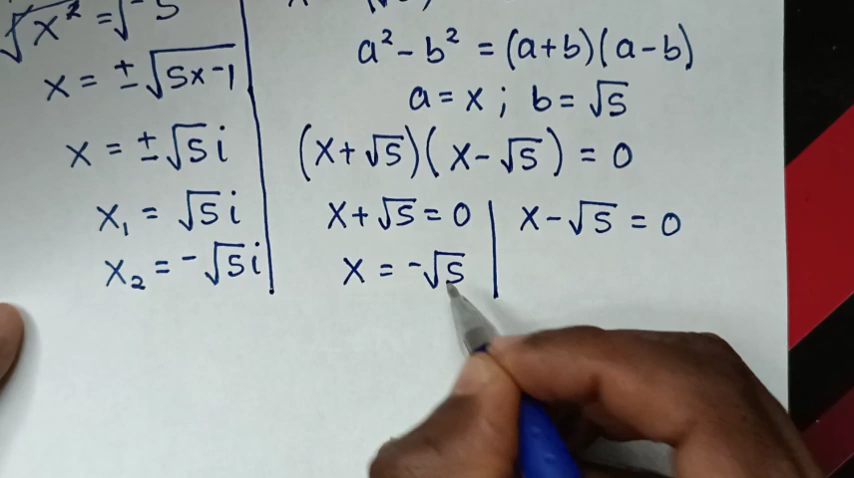 √x² = √-5
x = ±√5x-1
x = ±√5 i
x₁ = √5 i
x₂ = -√5i
a² - b² = (a+b)(a-b)
a = x ; b = √5
(x+√5)(x-√5) = 0
x+√5 = 0 | x-√5 = 0
x = -√5